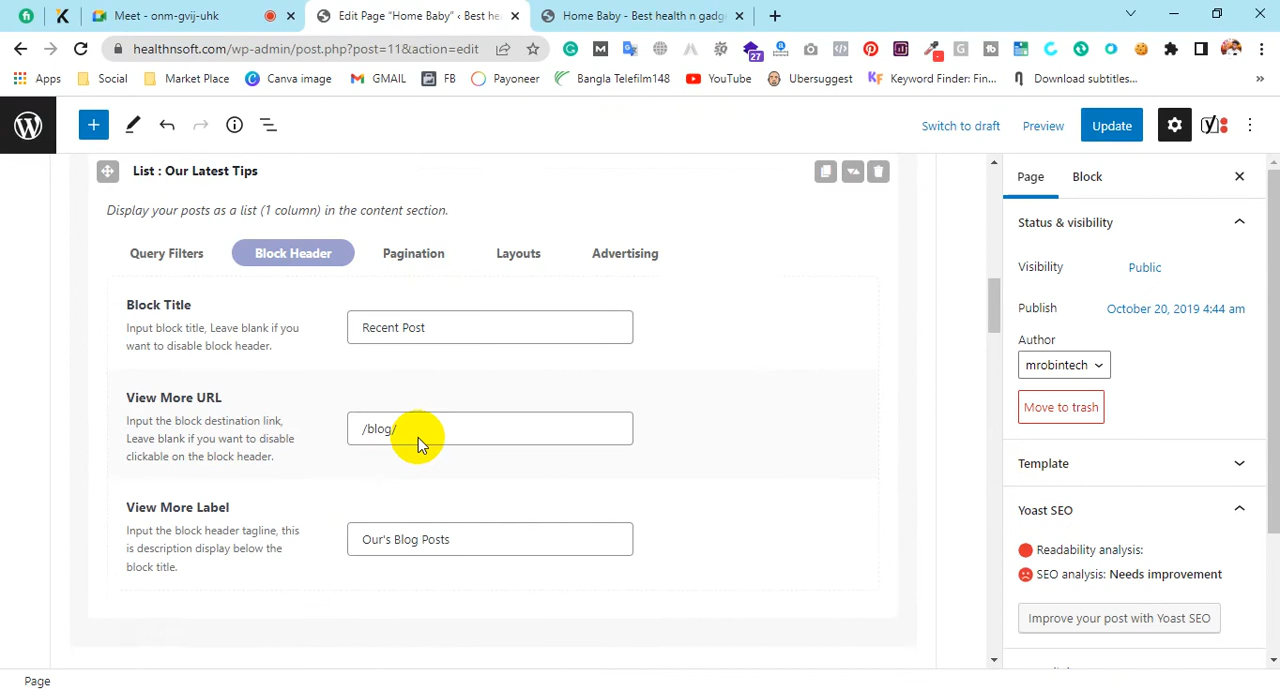 Meet - onm-gvij-uhk
Edit Page "Home Baby" ‹ Best he
Home Baby - Best health n gadg
healthnsoft.com/wp-admin/post.php?post=11&action=edit
27
Apps
Social
Market Place
Canva image
GMAIL
FB
Payoneer
Bangla Telefilm148
YouTube
Ubersuggest
Keyword Finder: Fin...
Download subtitles...
»
Switch to draft
Preview
Update
List : Our Latest Tips
Display your posts as a list (1 column) in the content section.
Query Filters
Block Header
Pagination
Layouts
Advertising
Block Title
Input block title, Leave blank if you
want to disable block header.
Recent Post
View More URL
Input the block destination link,
Leave blank if you want to disable
clickable on the block header.
/blog/
View More Label
Input the block header tagline, this
is description display below the
block title.
Our's Blog Posts
Page
Block
Status & visibility
Visibility
Public
Publish
October 20, 2019 4:44 am
Author
mrobintech
Move to trash
Template
Yoast SEO
Readability analysis:
SEO analysis: Needs improvement
Improve your post with Yoast SEO
Page